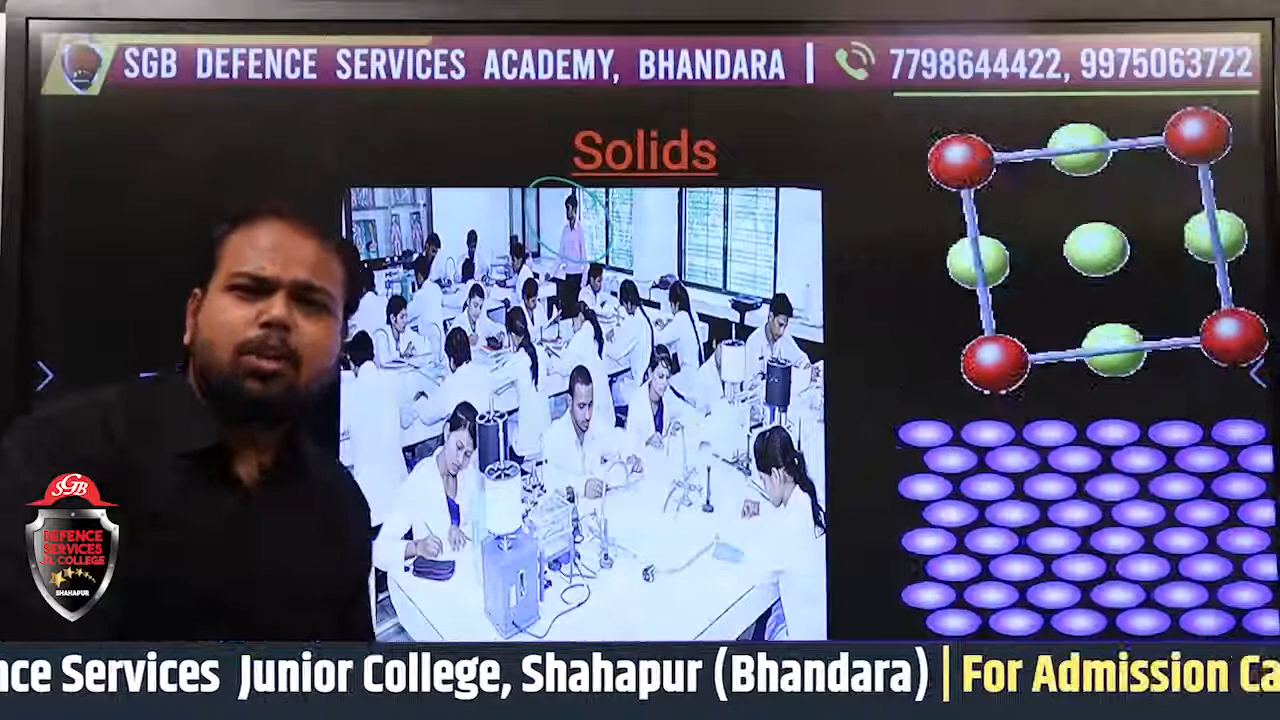 SGB DEFENCE SERVICES ACADEMY, BHANDARA | 7798644422, 9975063722
Solids
SGB
DEFENCE
SERVICES
JR. COLLEGE
SHAHAPUR
nce Services Junior College, Shahapur (Bhandara) | For Admission Ca